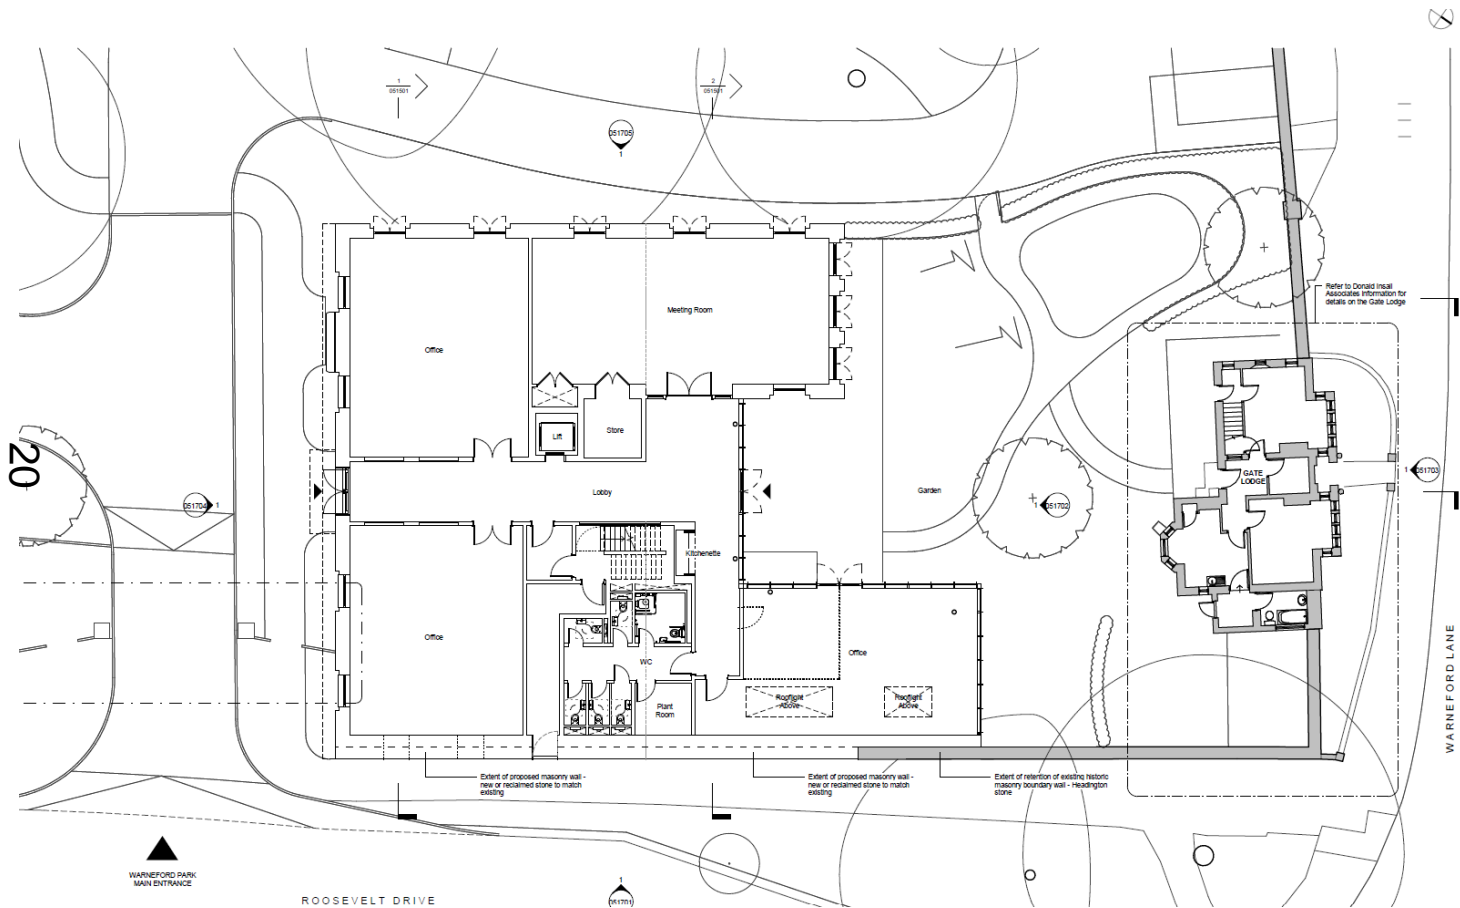 1
051501
2
051501
051705
1
Refer to Donald Insall
Associates information for
details on the Gate Lodge
Meeting Room
Office
Lift
Store
20
051704
1
Lobby
Garden
1
051702
GATE
LODGE
1
051703
Kitchenette
Office
WC
Office
Rooflight
Above
Rooflight
Above
Plant
Room
WARNEFORD LANE
Extent of proposed masonry wall -
new or reclaimed stone to match
existing
Extent of proposed masonry wall -
new or reclaimed stone to match
existing
Extent of retention of existing historic
masonry boundary wall - Headington
stone
WARNEFORD PARK
MAIN ENTRANCE
ROOSEVELT DRIVE
1
051701